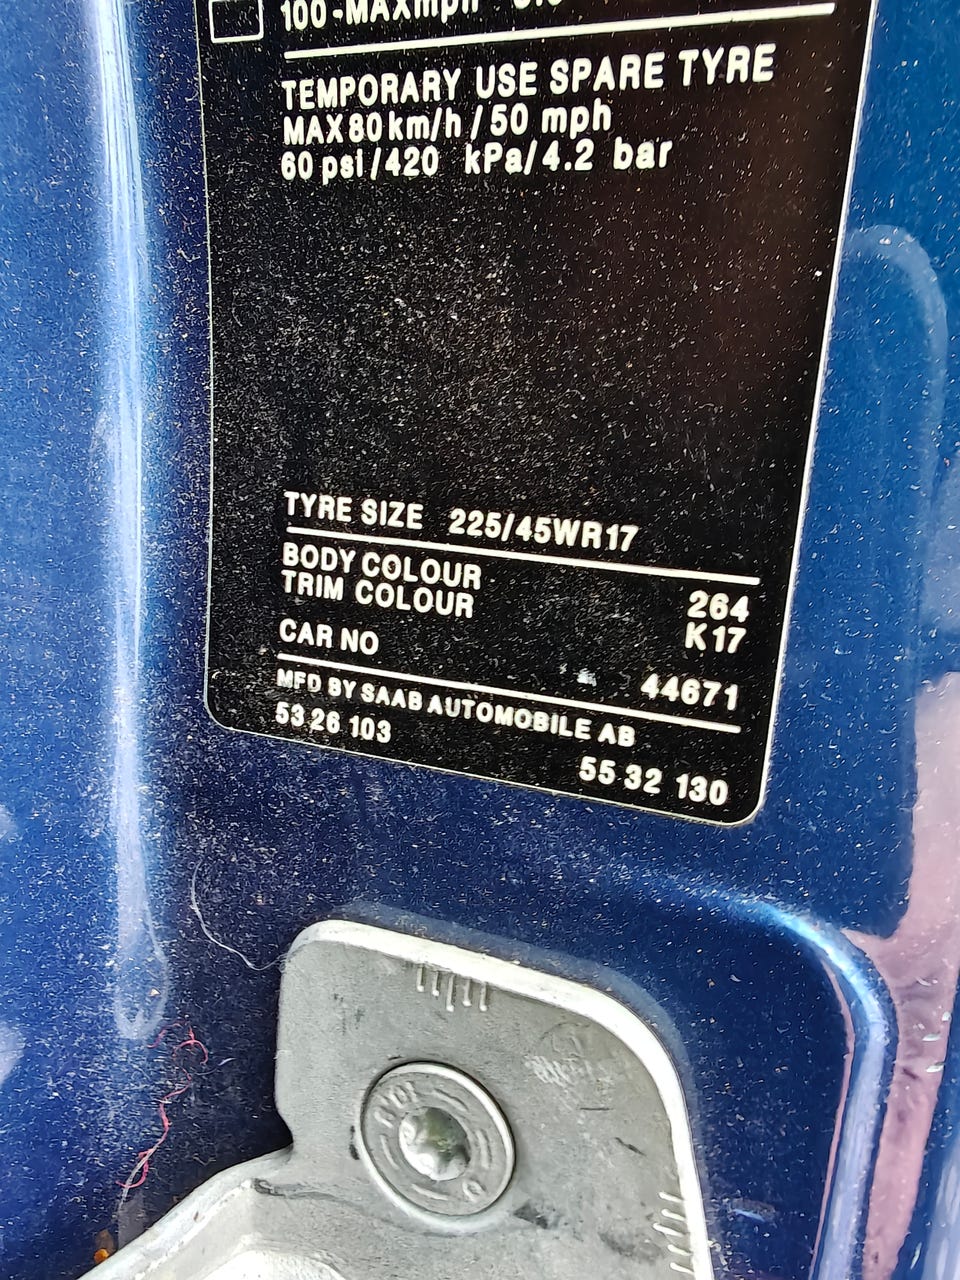 100-MAXmph
TEMPORARY USE SPARE TYRE
MAX 80 km/h / 50 mph
60 psi / 420 kPa / 4.2 bar
TYRE SIZE 225/45WR17
BODY COLOUR 264
TRIM COLOUR K17
CAR NO 44671
MFD BY SAAB AUTOMOBILE AB
53 26 103 55 32 130